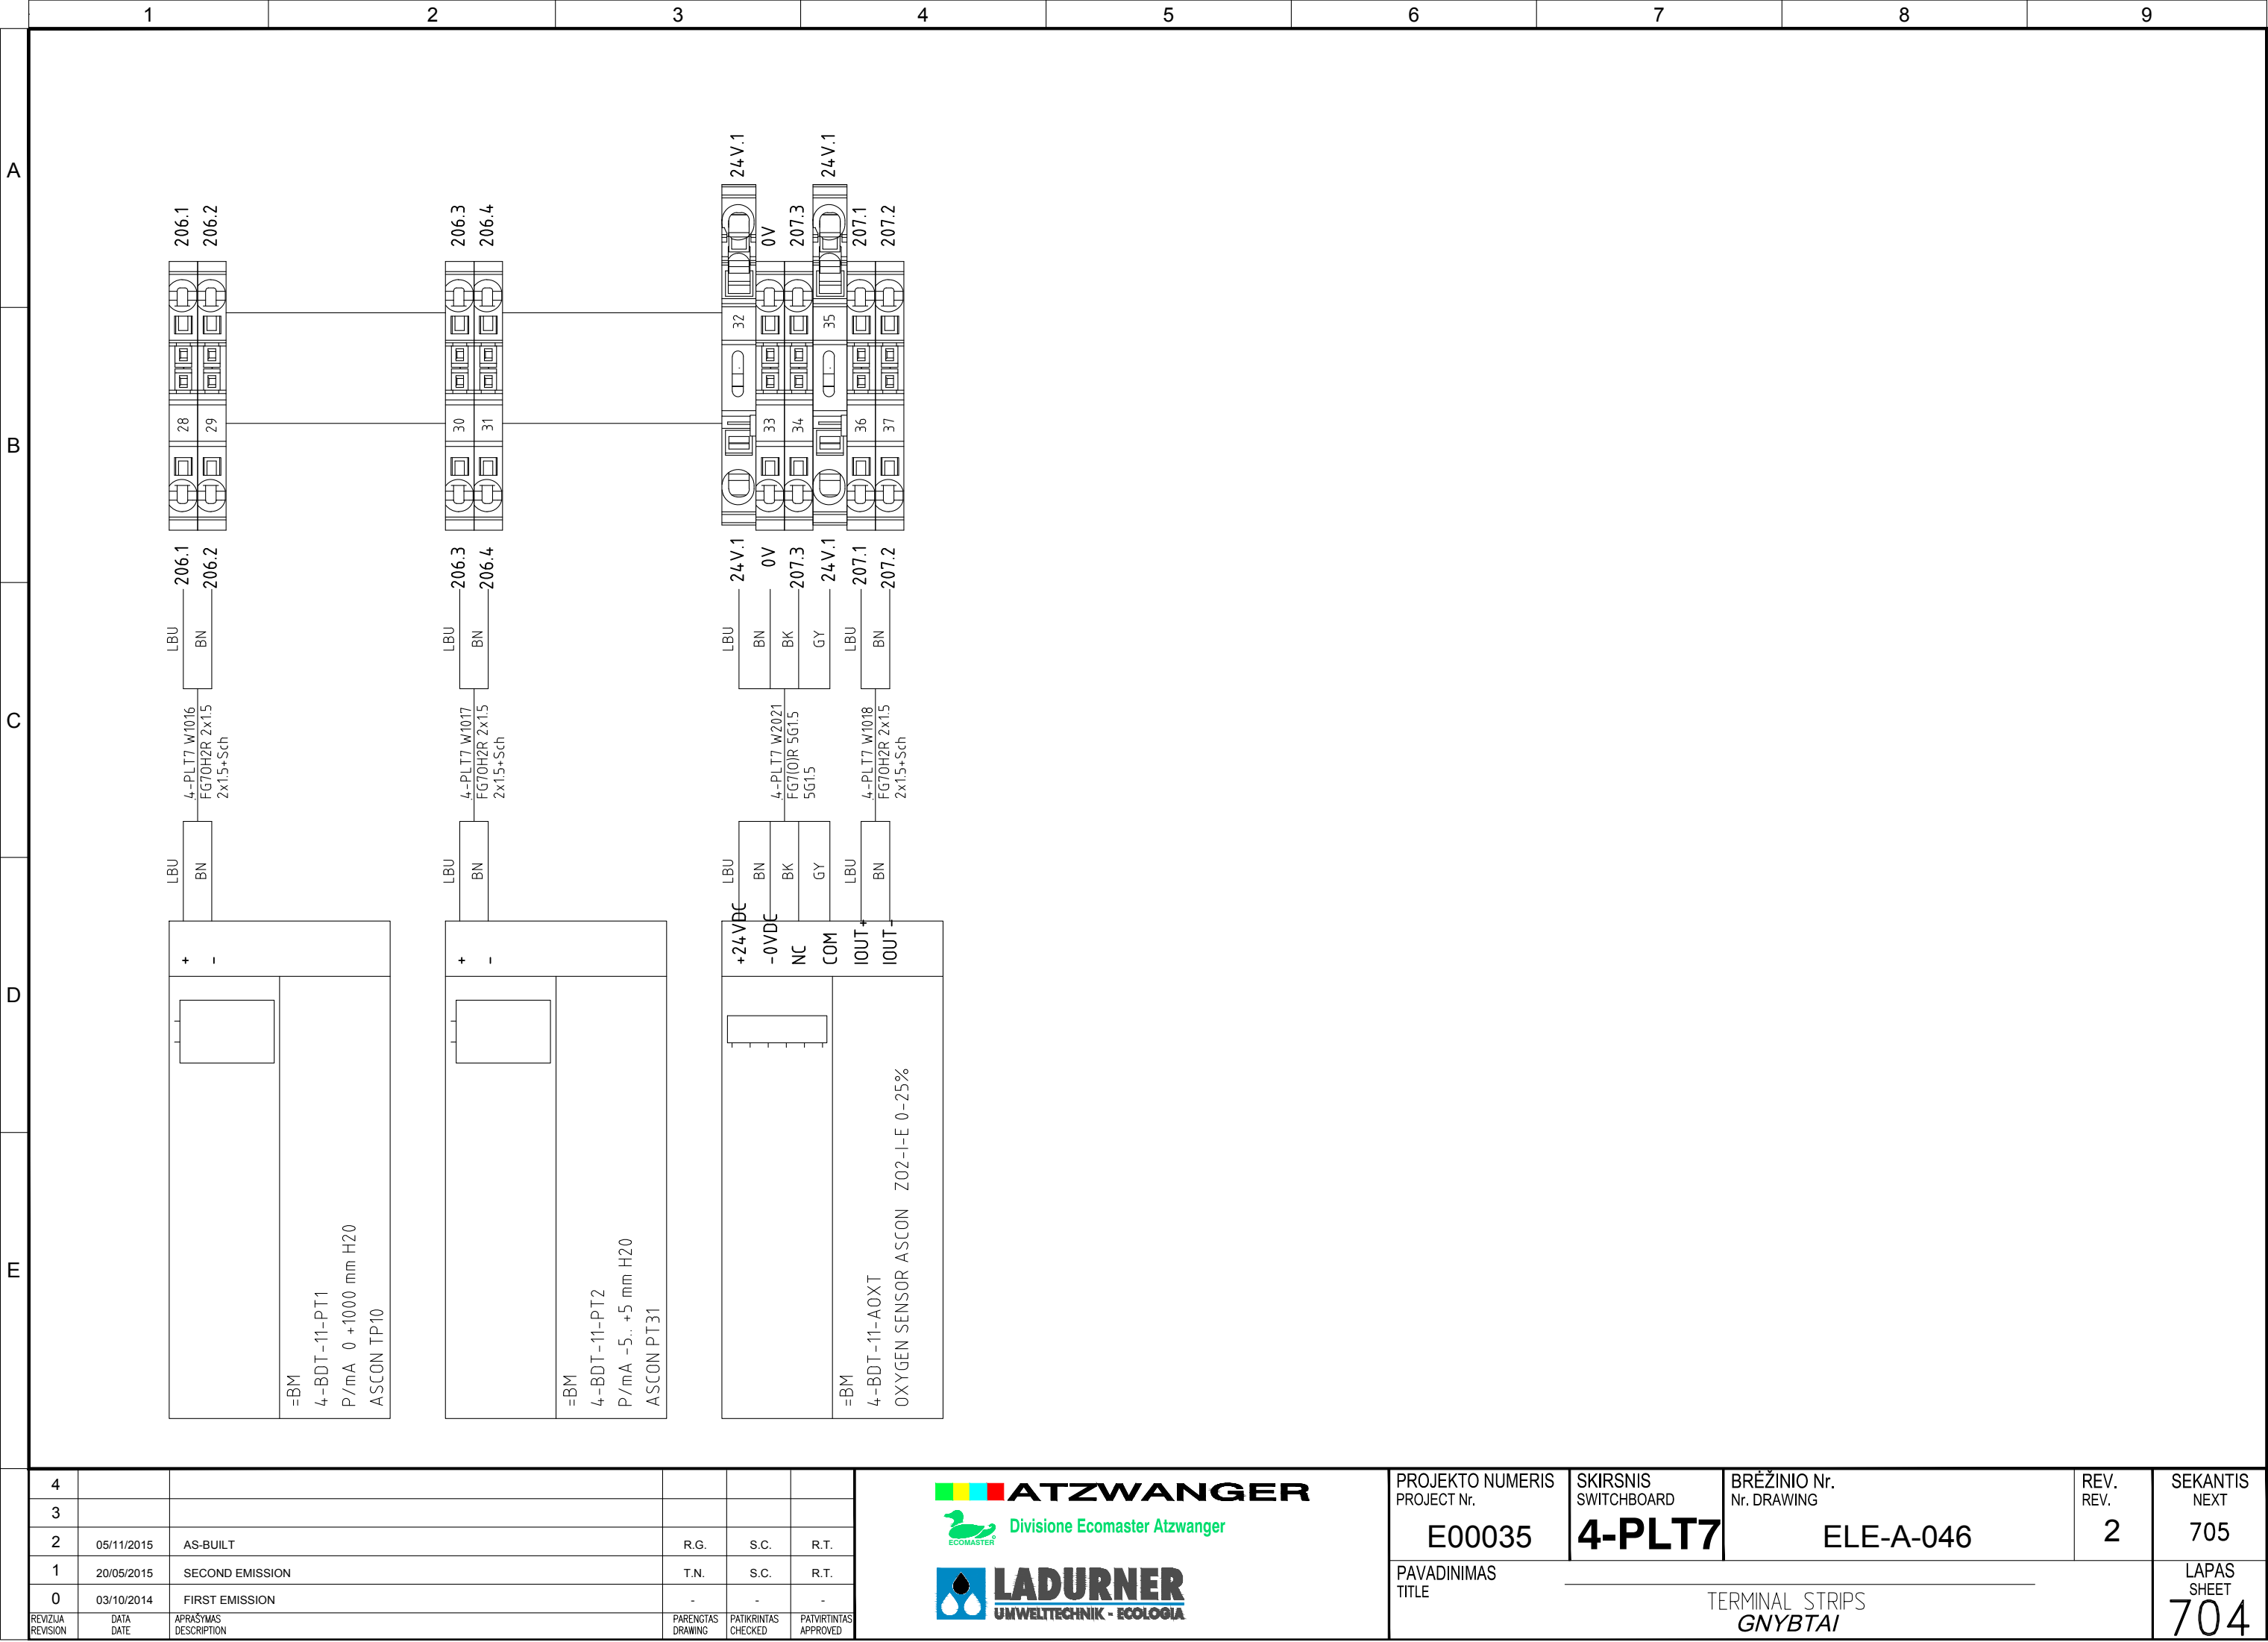 1 2 3 4 5 6 7 8 9
A
B
C
D
E
206.1
206.2
206.3
206.4
24V.1
0V
207.3
24V.1
207.1
207.2
28
29
30
31
32
33
34
35
36
37
206.1
206.2
206.3
206.4
24V.1
0V
207.3
24V.1
207.1
207.2
LBU
BN
LBU
BN
LBU
BN
BK
GY
LBU
BN
4-PLT7 W1016
FG7OH2R 2x1.5
2x1.5+Sch
4-PLT7 W1017
FG7OH2R 2x1.5
2x1.5+Sch
4-PLT7 W2021
FG7(O)R 5G1.5
5G1.5
4-PLT7 W1018
FG7OH2R 2x1.5
2x1.5+Sch
LBU
BN
LBU
BN
LBU
BN
BK
GY
LBU
BN
+
-
+
-
+24VDC
-0VDC
NC
COM
IOUT+
IOUT-
=BM
4-BDT-11-PT1
P/mA 0 +1000 mm H2O
ASCON TP10
=BM
4-BDT-11-PT2
P/mA -5.. +5 mm H2O
ASCON PT31
=BM
4-BDT-11-AOXT
OXYGEN SENSOR ASCON ZO2-I-E 0-25%
4
3
2 05/11/2015 AS-BUILT R.G. S.C. R.T.
1 20/05/2015 SECOND EMISSION T.N. S.C. R.T.
0 03/10/2014 FIRST EMISSION - - -
REVIZIJA DATA APRAŠYMAS PARENGTAS PATIKRINTAS PATVIRTINTAS
REVISION DATE DESCRIPTION DRAWING CHECKED APPROVED
ATZWANGER
Divisione Ecomaster Atzwanger
ECOMASTER
LADURNER
UMWELTTECHNIK - ECOLOGIA
PROJEKTO NUMERIS
PROJECT Nr.
E00035
SKIRSNIS
SWITCHBOARD
4-PLT7
BRĖŽINIO Nr.
Nr. DRAWING
ELE-A-046
REV.
REV.
2
SEKANTIS
NEXT
705
PAVADINIMAS
TITLE
TERMINAL STRIPS
GNYBTAI
LAPAS
SHEET
704